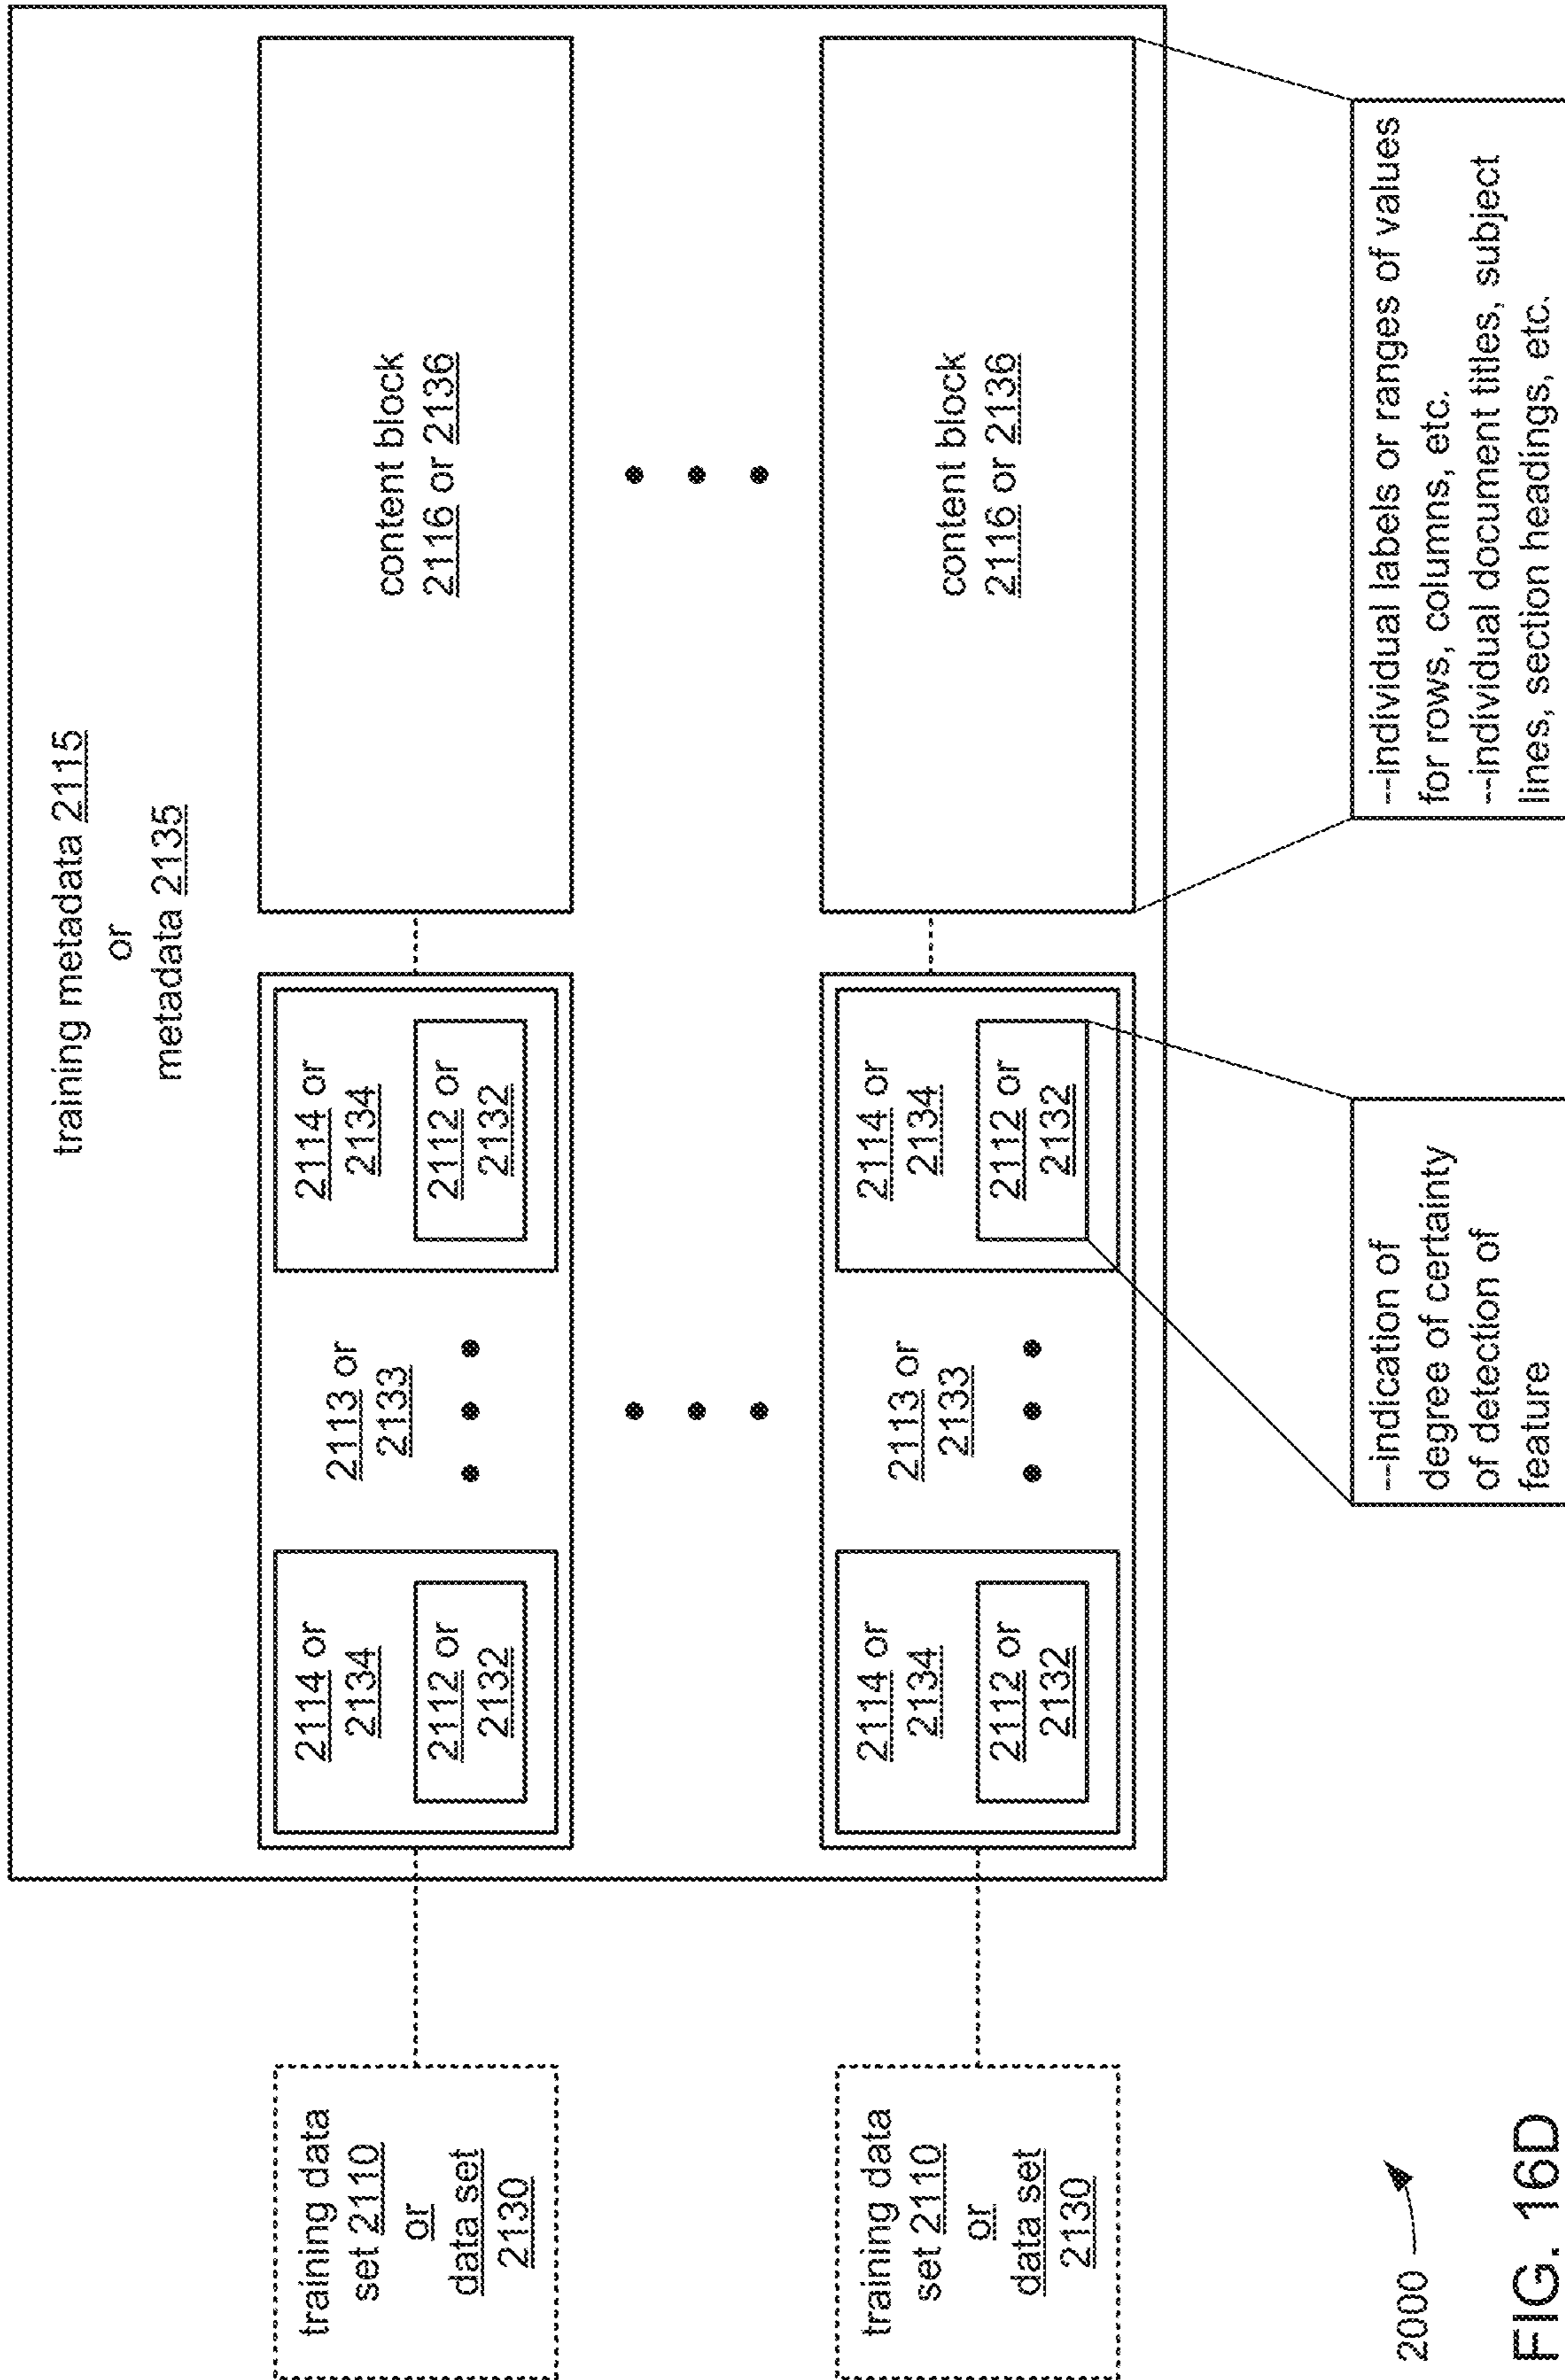 training metadata 2115
or
metadata 2135
training data
set 2110
or
data set
2130
2114 or
2134
2112 or
2132
2113 or
2133
2114 or
2134
2112 or
2132
content block
2116 or 2136
training data
set 2110
or
data set
2130
2114 or
2134
2112 or
2132
2113 or
2133
2114 or
2134
2112 or
2132
content block
2116 or 2136
--indication of
degree of certainty
of detection of
feature
--individual labels or ranges of values
for rows, columns, etc.
--individual document titles, subject
lines, section headings, etc.
2000
FIG. 16D